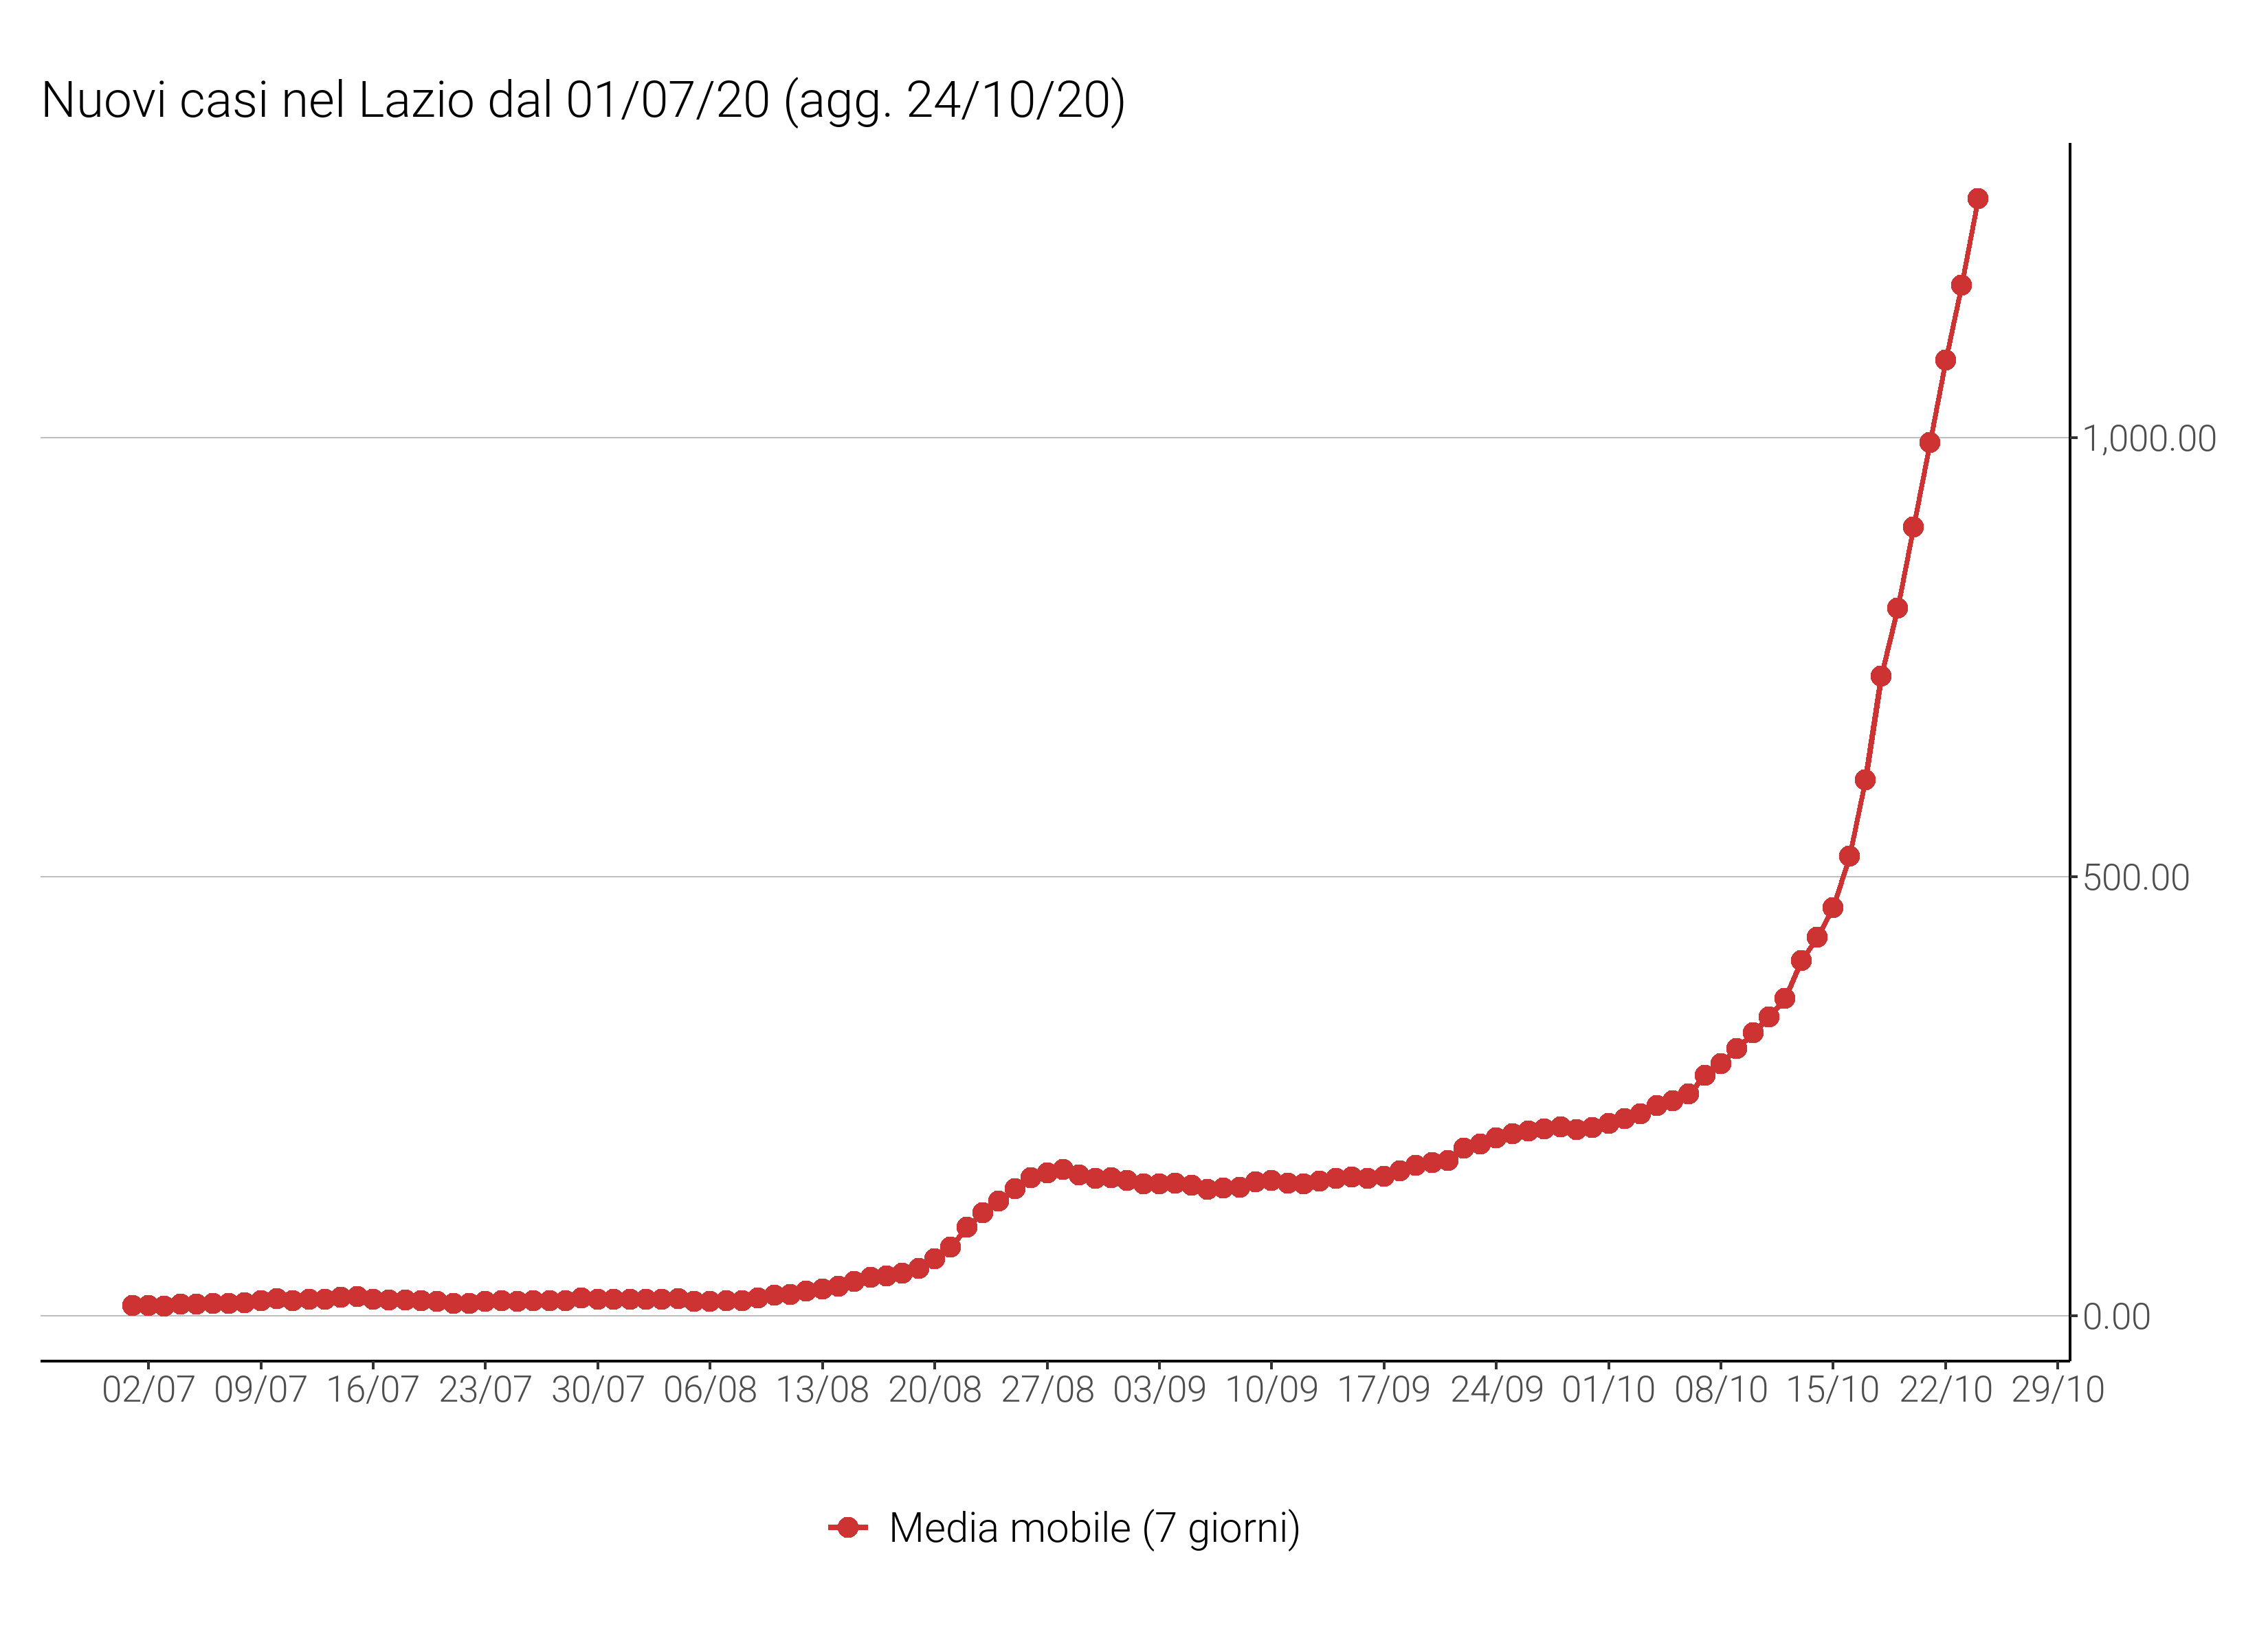 Nuovi casi nel Lazio dal 01/07/20 (agg. 24/10/20)
1,000.00
500.00
0.00
02/07 09/07 16/07 23/07 30/07 06/08 13/08 20/08 27/08 03/09 10/09 17/09 24/09 01/10 08/10 15/10 22/10 29/10
Media mobile (7 giorni)